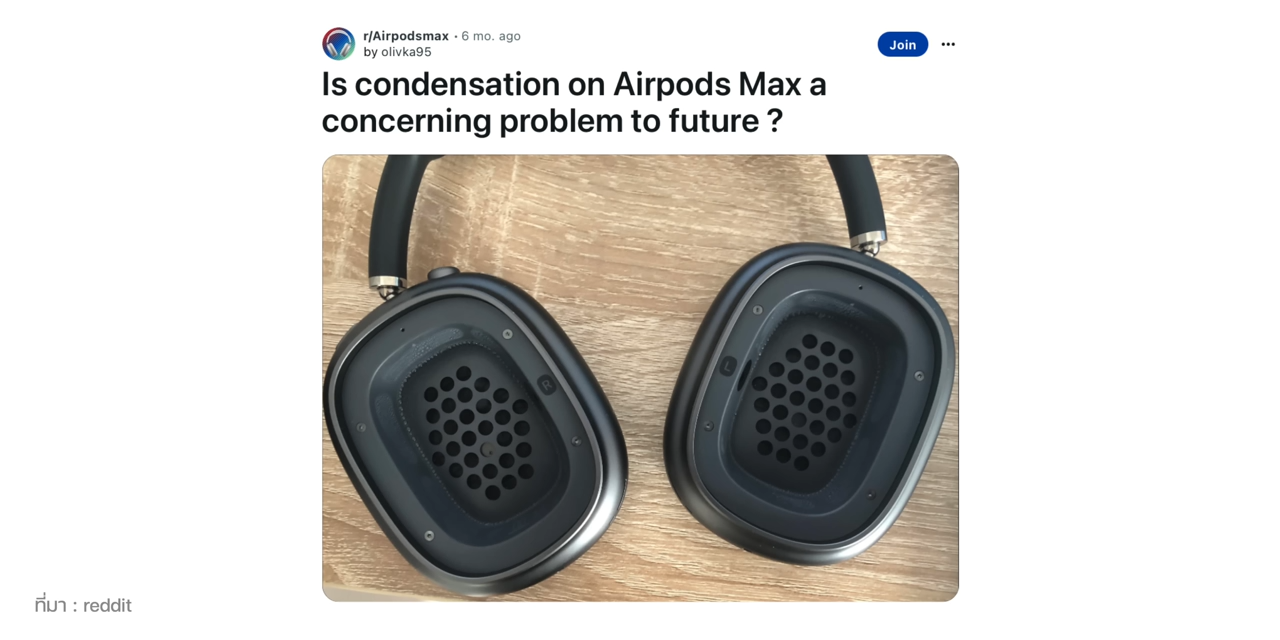 r/Airpodsmax • 6 mo. ago
by olivka95
Join
Is condensation on Airpods Max a
concerning problem to future ?
R
L
ที่มา : reddit